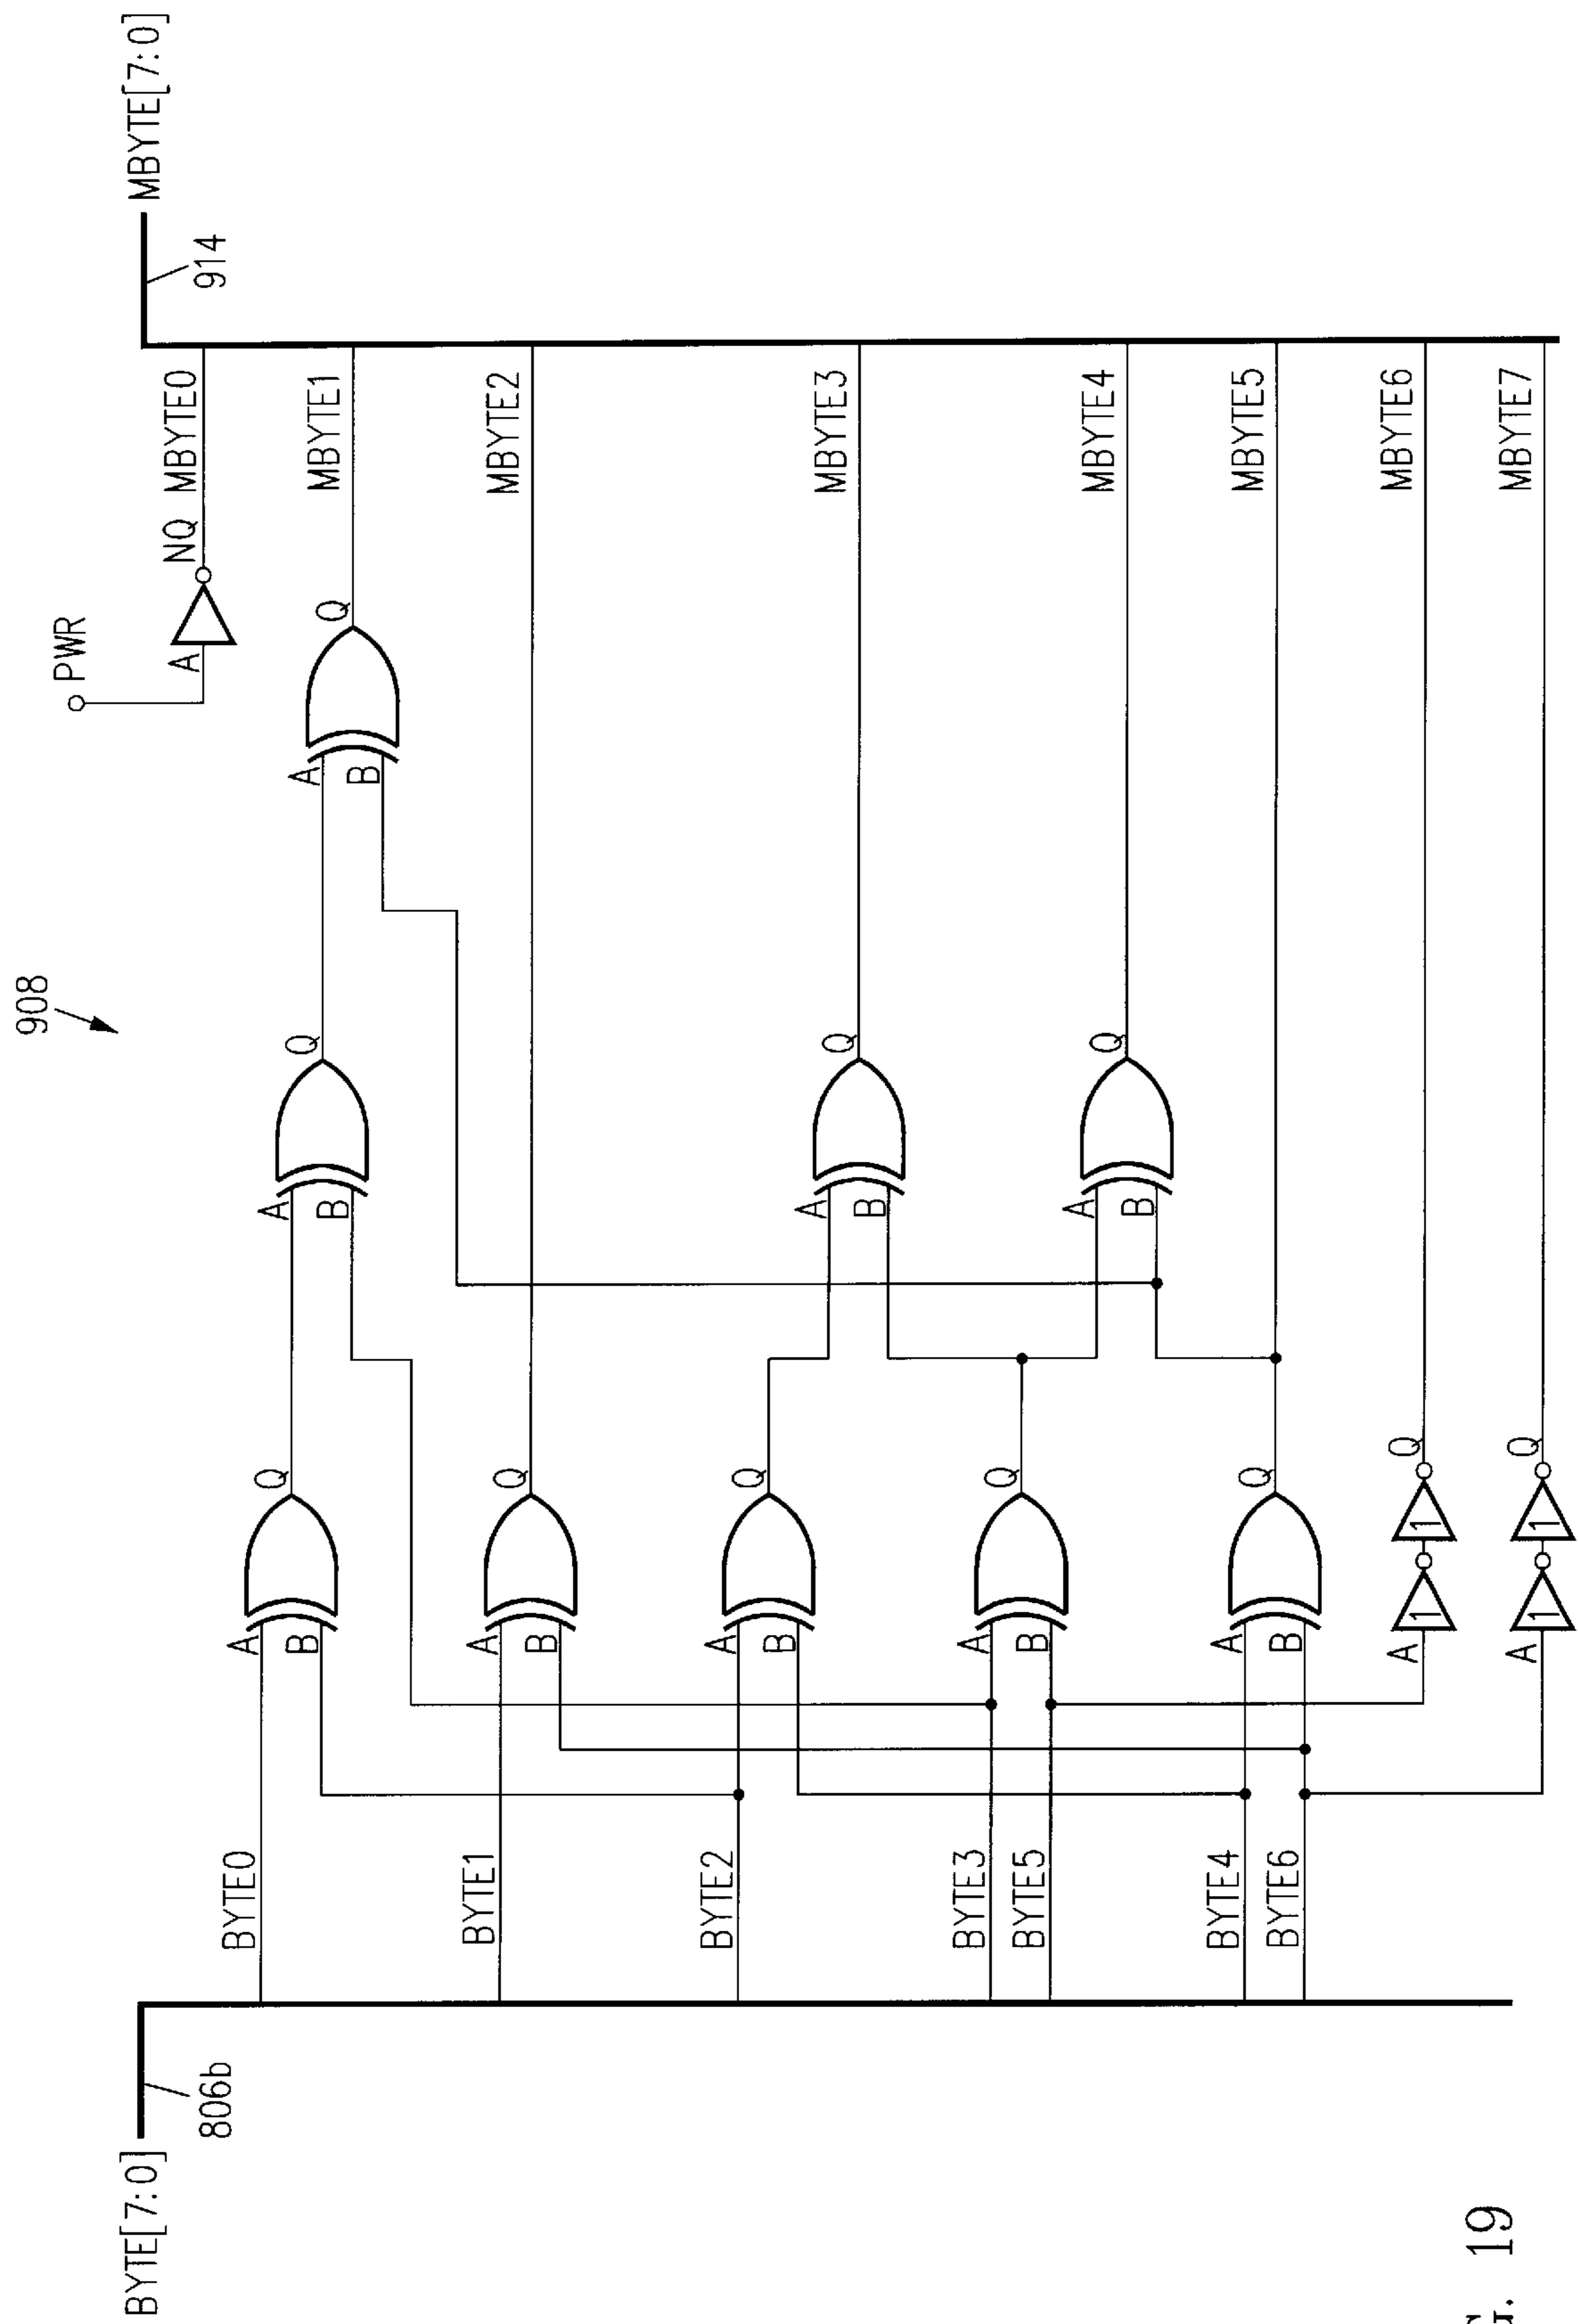 908
BYTE[7:0]
806b
MBYTE[7:0]
914
PWR
A
NQ
MBYTE0
BYTE0
A
B
Q
A
B
Q
A
B
Q
MBYTE1
BYTE1
A
B
Q
MBYTE2
BYTE2
A
B
Q
A
B
Q
MBYTE3
BYTE3
BYTE5
A
B
Q
A
B
Q
MBYTE4
BYTE4
BYTE6
A
B
Q
MBYTE5
A
1
1
Q
MBYTE6
A
1
1
Q
MBYTE7
G. 19